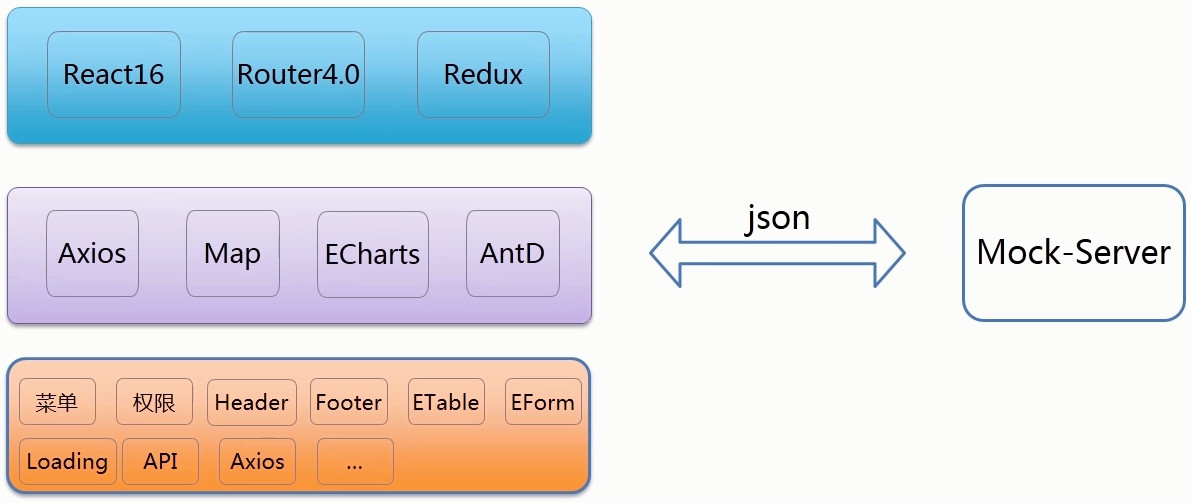 React16 Router4.0 Redux
Axios Map ECharts AntD
json
Mock-Server
菜单 权限 Header Footer ETable EForm
Loading API Axios ...